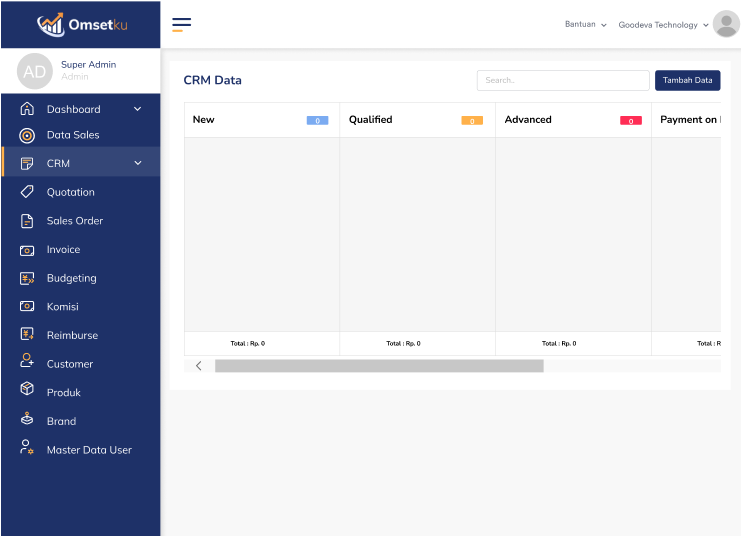 Omsetku
Bantuan
Goodeva Technology
AD
Super Admin
Admin
Dashboard
Data Sales
CRM
Quotation
Sales Order
Invoice
Budgeting
Komisi
Reimburse
Customer
Produk
Brand
Master Data User
CRM Data
Search..
Tambah Data
New 0
Qualified 0
Advanced 0
Payment on
Total : Rp. 0
Total : Rp. 0
Total : Rp. 0
Total : R